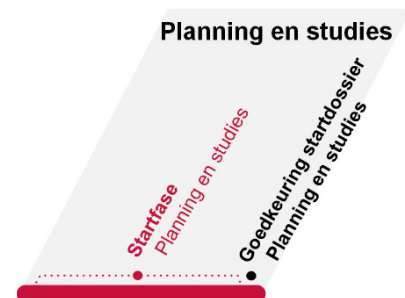 Planning en studies
Startfase
Planning en studies
Goedkeuring startdossier
Planning en studies